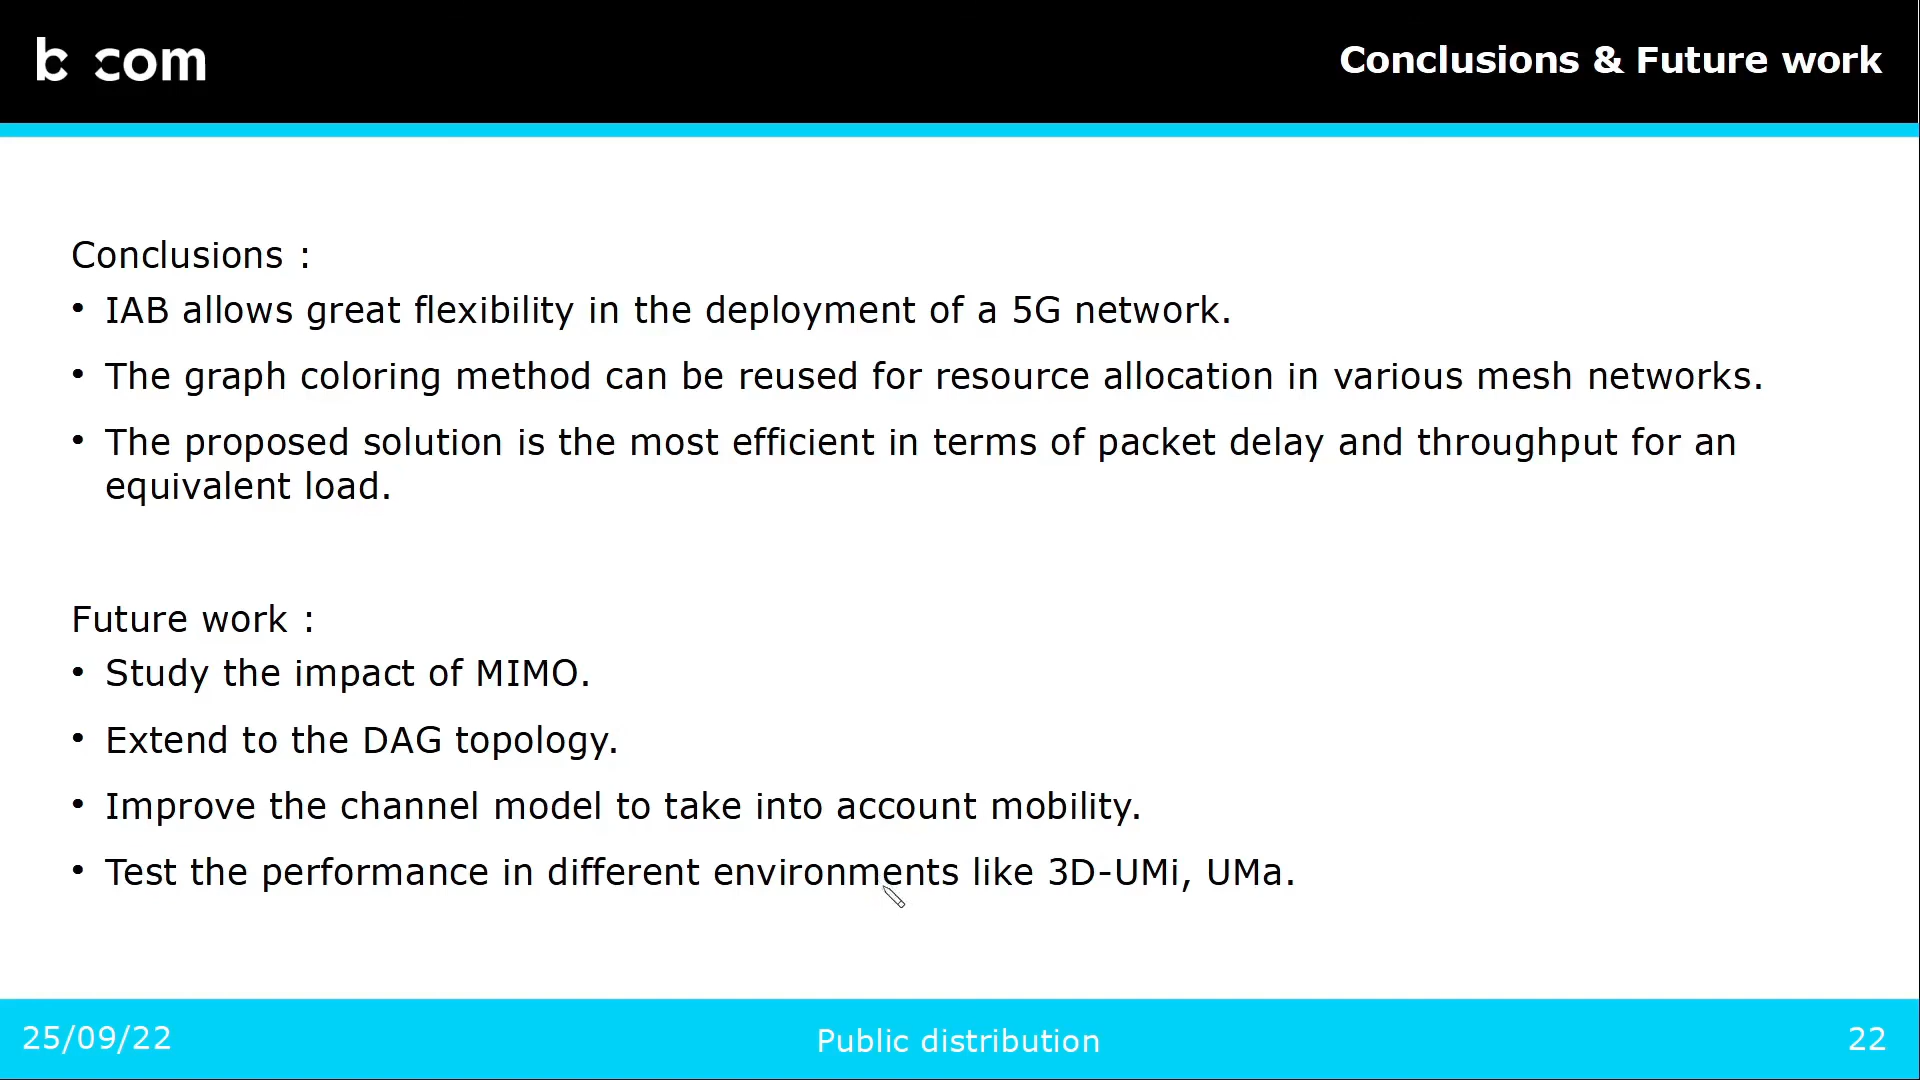 b com
Conclusions & Future work
Conclusions :
• IAB allows great flexibility in the deployment of a 5G network.
• The graph coloring method can be reused for resource allocation in various mesh networks.
• The proposed solution is the most efficient in terms of packet delay and throughput for an
equivalent load.
Future work :
• Study the impact of MIMO.
• Extend to the DAG topology.
• Improve the channel model to take into account mobility.
• Test the performance in different environments like 3D-UMi, UMa.
25/09/22
Public distribution
22